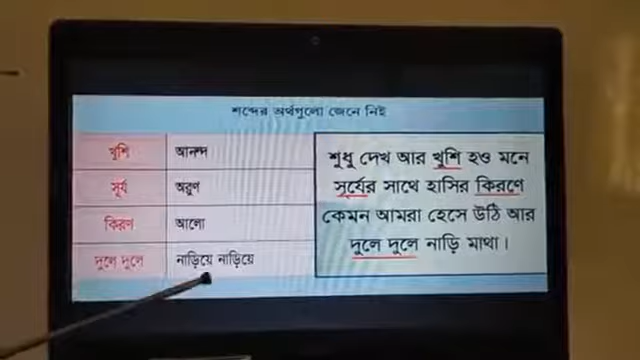 শব্দের অর্থগুলো জেনে নিই
খুশি আনন্দ
সূর্য অরুণ
কিরণ আলো
দুলে দুলে নাড়িয়ে নাড়িয়ে
শুধু দেখ আর খুশি হও মনে
সূর্যের সাথে হাসির কিরণে
কেমন আমরা হেসে উঠি আর
দুলে দুলে নাড়ি মাথা।